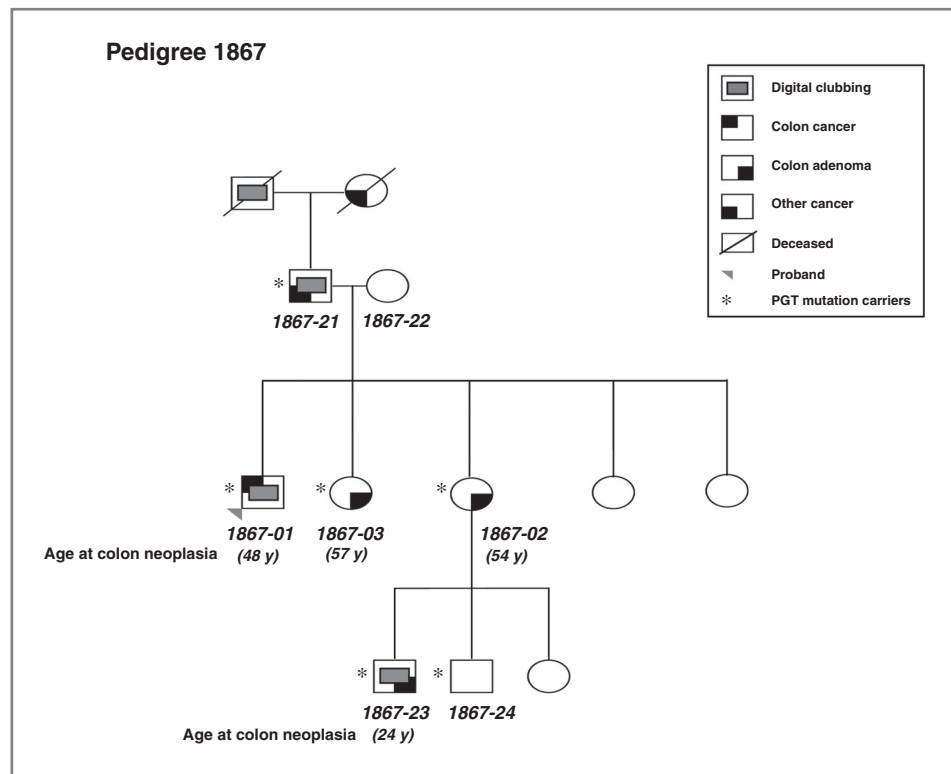 Pedigree 1867
Digital clubbing
Colon cancer
Colon adenoma
Other cancer
Deceased
Proband
* PGT mutation carriers
*
1867-21 1867-22
* * *
1867-01 1867-03 1867-02
Age at colon neoplasia (48 y) (57 y) (54 y)
* *
1867-23 1867-24
Age at colon neoplasia (24 y)